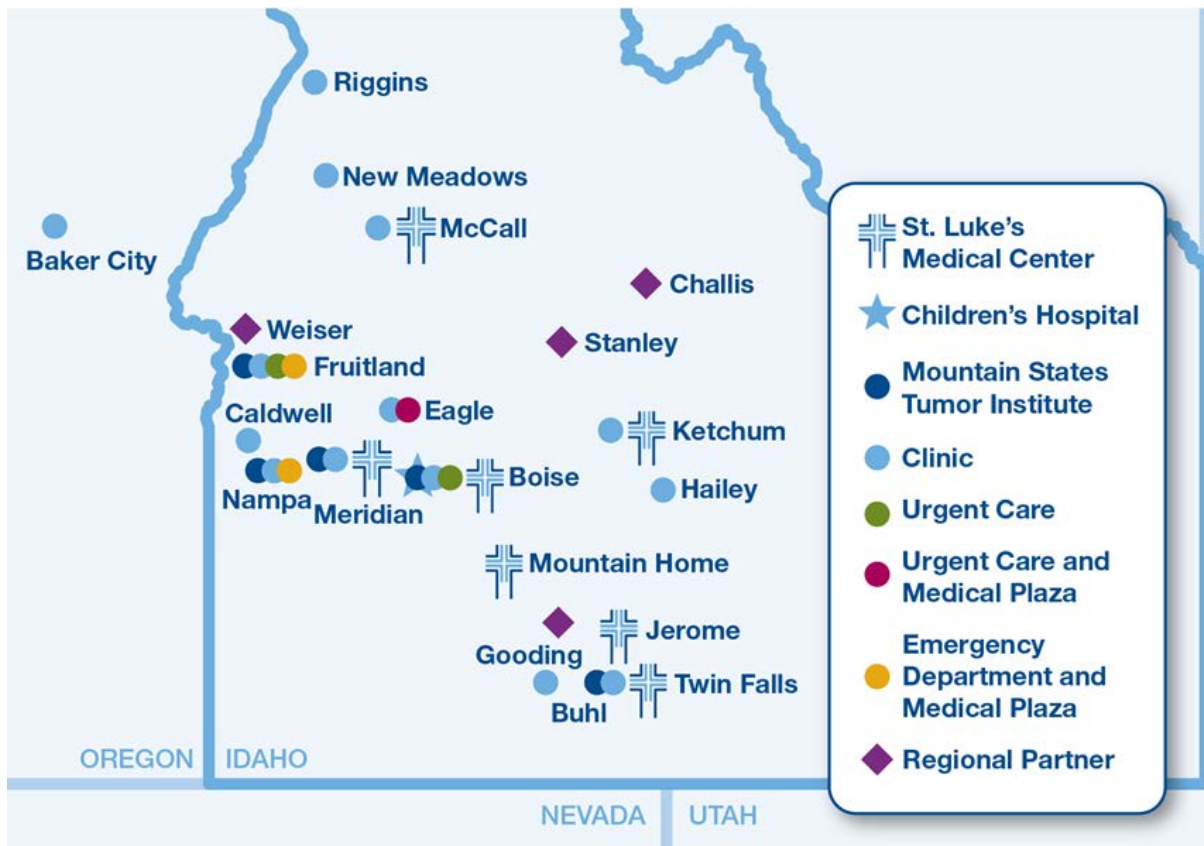 Riggins
New Meadows
McCall
Baker City
Challis
Weiser
Stanley
Fruitland
Caldwell
Eagle
Ketchum
Nampa
Meridian
Boise
Hailey
Mountain Home
Gooding
Jerome
Buhl
Twin Falls
OREGON
IDAHO
NEVADA
UTAH
St. Luke's
Medical Center
Children's Hospital
Mountain States
Tumor Institute
Clinic
Urgent Care
Urgent Care and
Medical Plaza
Emergency
Department and
Medical Plaza
Regional Partner